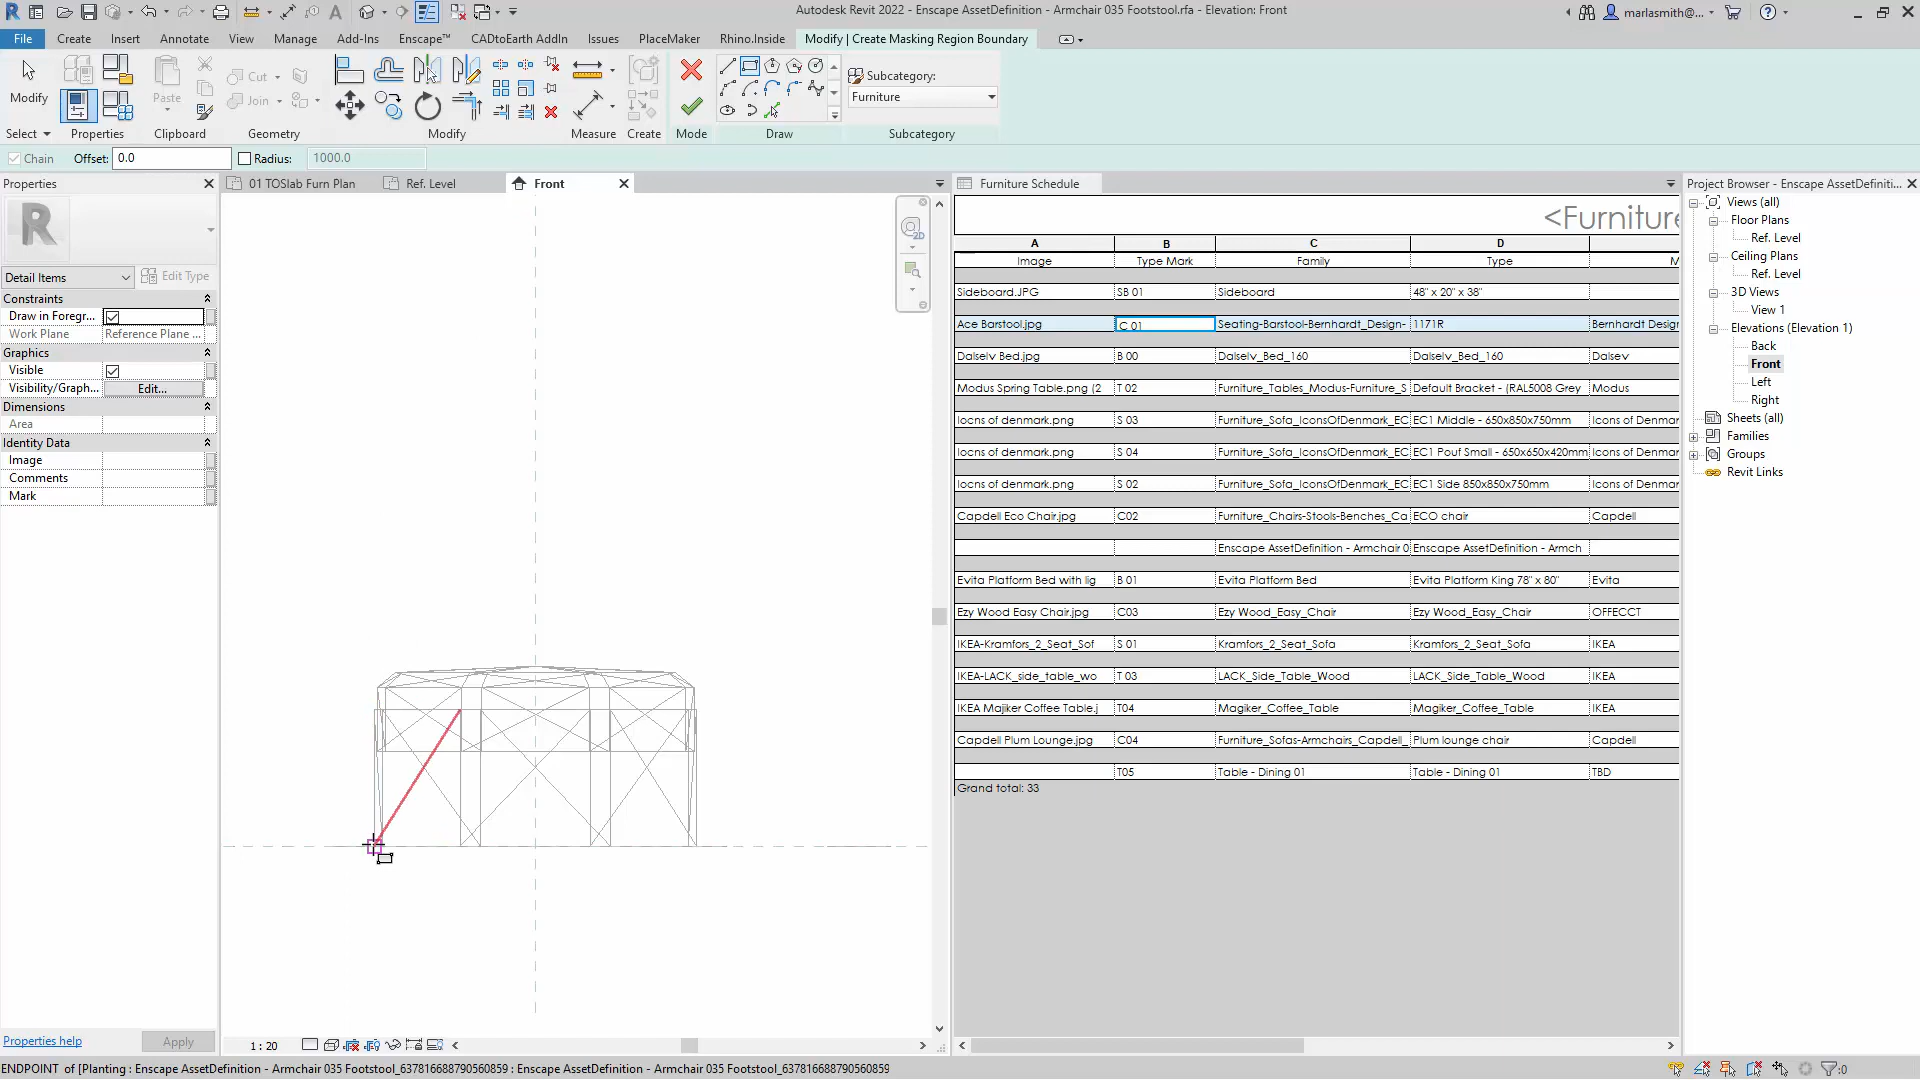 Autodesk Revit 2022 - Enscape AssetDefinition - Armchair 035 Footstool.rfa - Elevation: Front
marlasmith@...
File Create Insert Annotate View Manage Add-Ins Enscape™ CADtoEarth AddIn Issues PlaceMaker Rhino.Inside Modify | Create Masking Region Boundary
Modify
Paste
Cut
Join
Subcategory:
Furniture
Select Properties Clipboard Geometry Modify Measure Create Mode Draw Subcategory
Chain Offset: 0.0 Radius: 1000.0
Properties
R
Detail Items Edit Type
Constraints
Draw in Foregr...
Work Plane Reference Plane ...
Graphics
Visible
Visibility/Graph... Edit...
Dimensions
Area
Identity Data
Image
Comments
Mark
Properties help Apply
01 TOSlab Furn Plan Ref. Level Front
2D
1 : 20
Furniture Schedule
<Furniture
A B C D
Image Type Mark Family Type M
Sideboard.JPG SB 01 Sideboard 48" x 20" x 38"
Ace Barstool.jpg C 01 Seating-Barstool-Bernhardt_Design- 1171R Bernhardt Design
Dalselv Bed.jpg B 00 Dalselv_Bed_160 Dalselv_Bed_160 Dalsev
Modus Spring Table.png (2 T 02 Furniture_Tables_Modus-Furniture_S Default Bracket - (RAL5008 Grey Modus
Iocns of denmark.png S 03 Furniture_Sofa_IconsOfDenmark_EC EC1 Middle - 650x850x750mm Icons of Denmar
Iocns of denmark.png S 04 Furniture_Sofa_IconsOfDenmark_EC EC1 Pouf Small - 650x650x420mm Icons of Denmar
Iocns of denmark.png S 02 Furniture_Sofa_IconsOfDenmark_EC EC1 Side 850x850x750mm Icons of Denmar
Capdell Eco Chair.jpg C02 Furniture_Chairs-Stools-Benches_Ca ECO chair Capdell
Enscape AssetDefinition - Armchair 0 Enscape AssetDefinition - Armch
Evita Platform Bed with lig B 01 Evita Platform Bed Evita Platform King 78" x 80" Evita
Ezy Wood Easy Chair.jpg C03 Ezy Wood_Easy_Chair Ezy Wood_Easy_Chair OFFECCT
IKEA-Kramfors_2_Seat_Sof S 01 Kramfors_2_Seat_Sofa Kramfors_2_Seat_Sofa IKEA
IKEA-LACK_side_table_wo T 03 LACK_Side_Table_Wood LACK_Side_Table_Wood IKEA
IKEA Majiker Coffee Table.j T04 Magiker_Coffee_Table Magiker_Coffee_Table IKEA
Capdell Plum Lounge.jpg C04 Furniture_Sofas-Armchairs_Capdell_ Plum lounge chair Capdell
T05 Table - Dining 01 Table - Dining 01 TBD
Grand total: 33
Project Browser - Enscape AssetDefiniti...
Views (all)
Floor Plans
Ref. Level
Ceiling Plans
Ref. Level
3D Views
View 1
Elevations (Elevation 1)
Back
Front
Left
Right
Sheets (all)
Families
Groups
Revit Links
ENDPOINT of [Planting : Enscape AssetDefinition - Armchair 035 Footstool_637816688790560859 : Enscape AssetDefinition - Armchair 035 Footstool_637816688790560859
:0